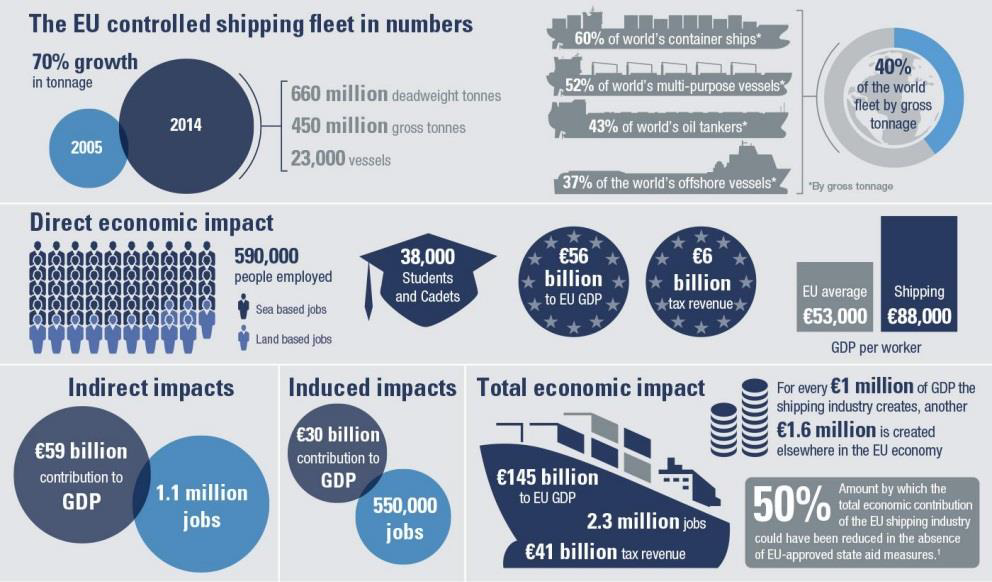 The EU controlled shipping fleet in numbers
70% growth
in tonnage
2005
2014
660 million deadweight tonnes
450 million gross tonnes
23,000 vessels
60% of world's container ships*
52% of world's multi-purpose vessels*
43% of world's oil tankers*
37% of the world's offshore vessels*
40%
of the world
fleet by gross
tonnage
*By gross tonnage
Direct economic impact
590,000
people employed
Sea based jobs
Land based jobs
38,000
Students
and Cadets
€56
billion
to EU GDP
€6
billion
tax revenue
EU average
€53,000
Shipping
€88,000
GDP per worker
Indirect impacts
€59 billion
contribution to
GDP
1.1 million
jobs
Induced impacts
€30 billion
contribution to
GDP
550,000
jobs
Total economic impact
€145 billion
to EU GDP
2.3 million jobs
€41 billion tax revenue
For every €1 million of GDP the
shipping industry creates, another
€1.6 million is created
elsewhere in the EU economy
50% Amount by which the
total economic contribution
of the EU shipping industry
could have been reduced in the absence
of EU-approved state aid measures.¹